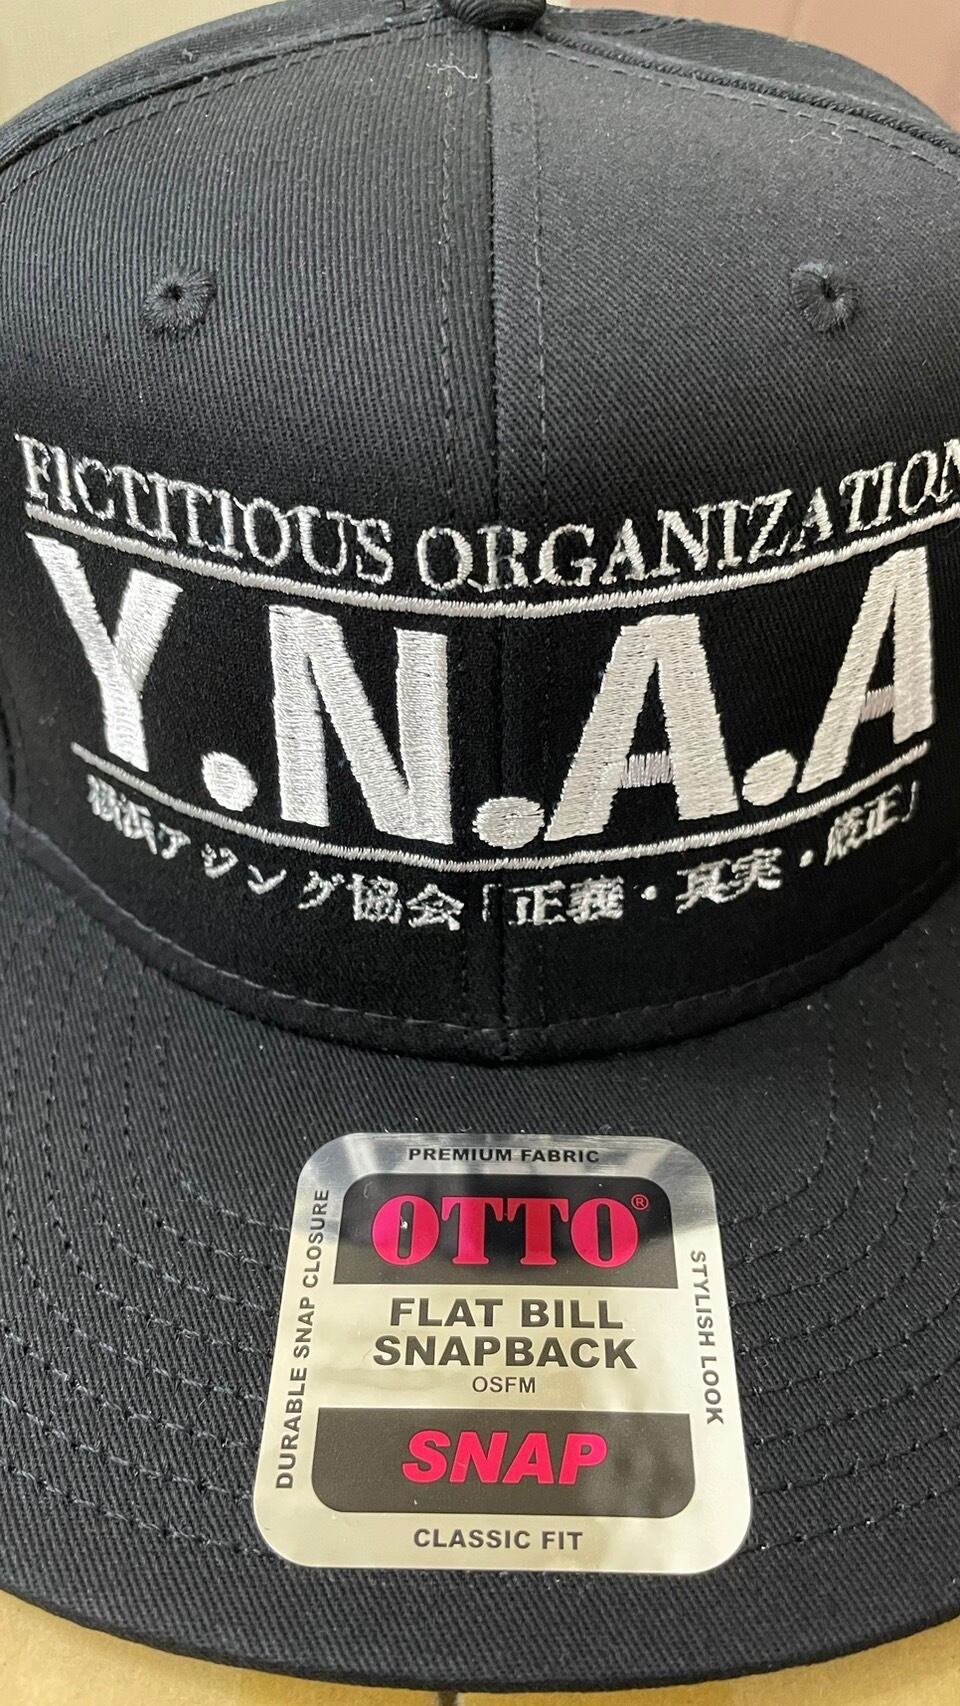 FICTITIOUS ORGANIZATION
Y.N.A.A
横浜アジング協会「正義・真実・厳正」
PREMIUM FABRIC
OTTO®
DURABLE SNAP CLOSURE
FLAT BILL
SNAPBACK
OSFM
STYLISH LOOK
SNAP
CLASSIC FIT